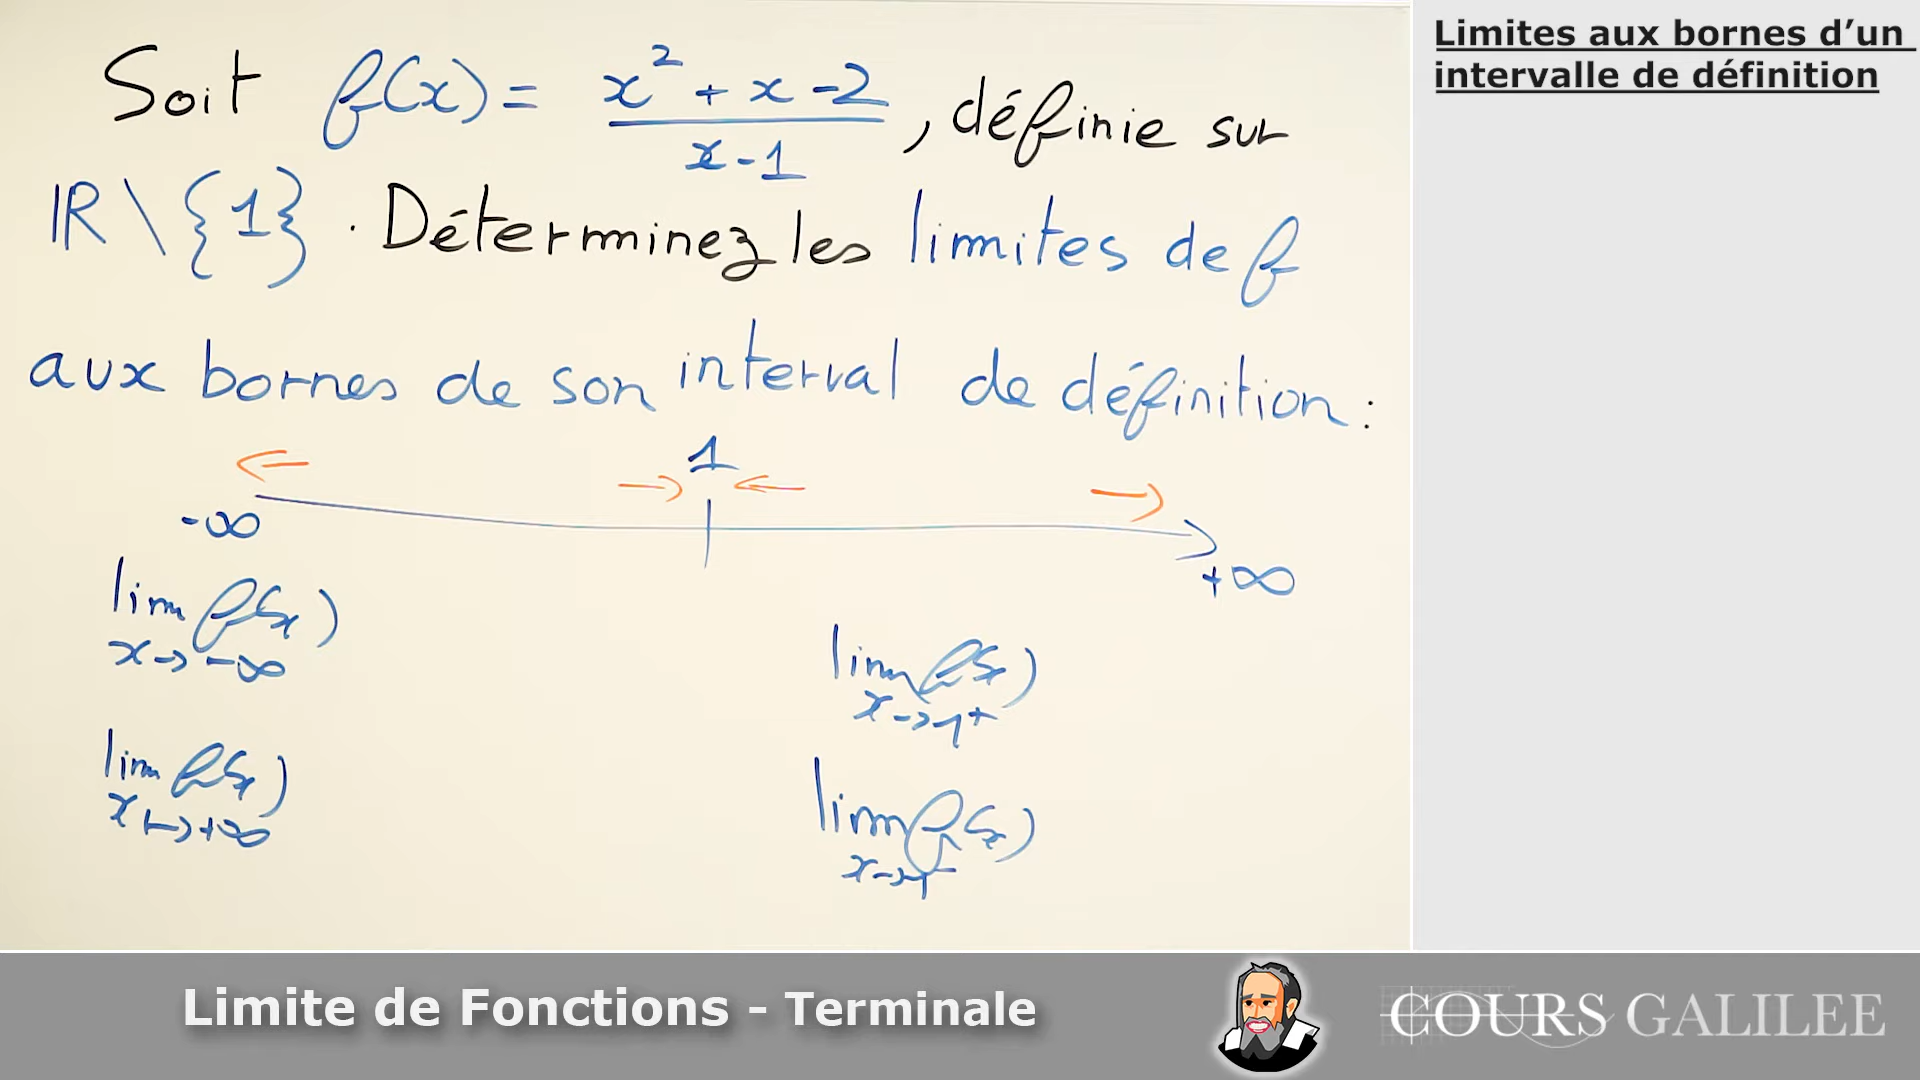 Soit f(x) = x² + x - 2 / x - 1 , définie sur
ℝ \ {1} . Déterminez les limites de f
aux bornes de son interval de définition :
1
-∞
+∞
lim f(x)
x → -∞
lim f(x)
x → 1+
lim f(x)
x ↦ +∞
lim f(x)
x → 1-
Limites aux bornes d’un
intervalle de définition
Limite de Fonctions - Terminale
COURS GALILEE